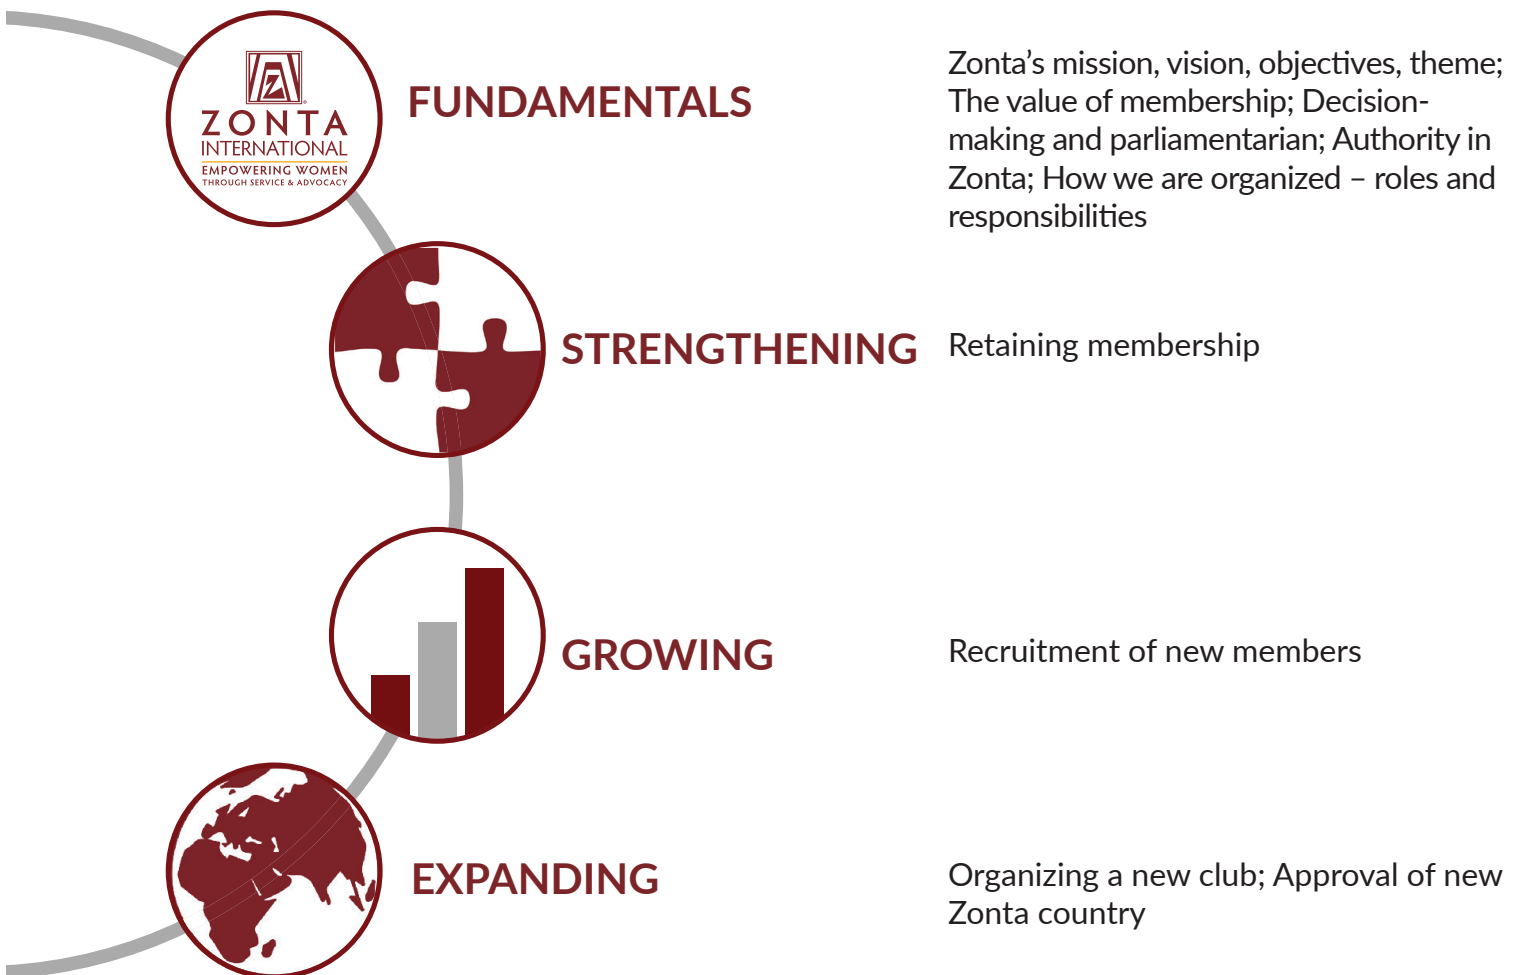 ZONTA
INTERNATIONAL
EMPOWERING WOMEN
THROUGH SERVICE & ADVOCACY
FUNDAMENTALS
Zonta’s mission, vision, objectives, theme;
The value of membership; Decision-
making and parliamentarian; Authority in
Zonta; How we are organized – roles and
responsibilities
STRENGTHENING
Retaining membership
GROWING
Recruitment of new members
EXPANDING
Organizing a new club; Approval of new
Zonta country